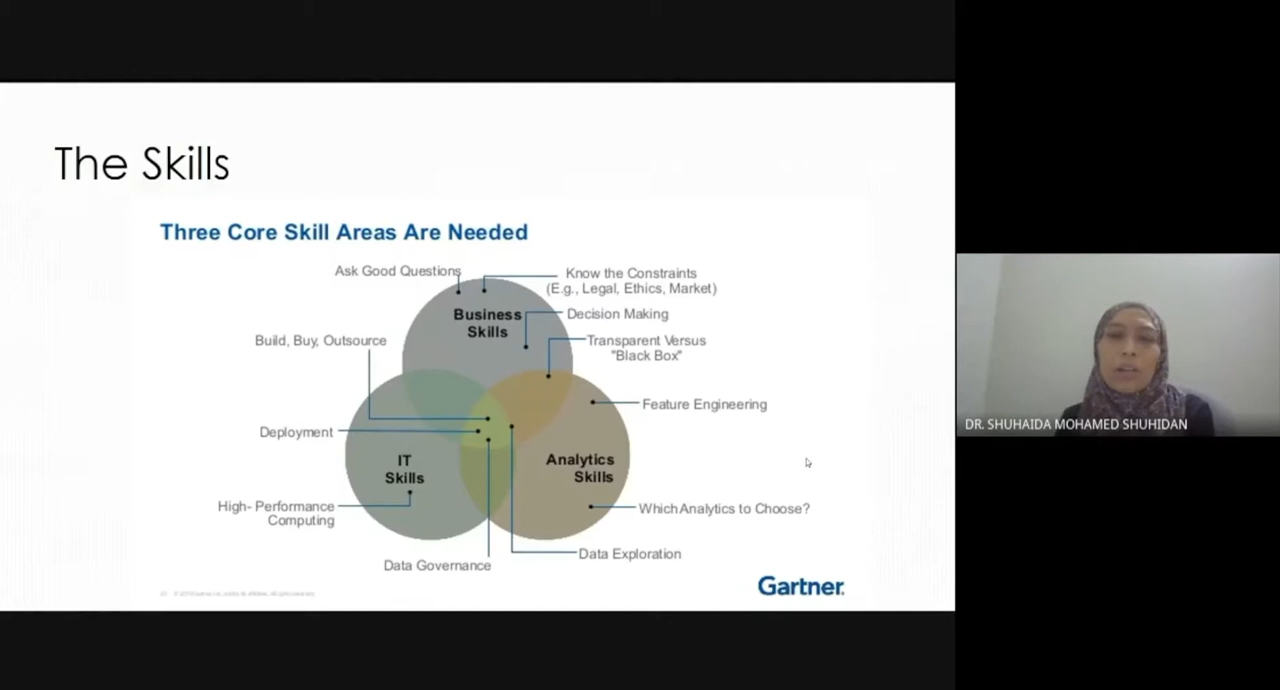 The Skills
Three Core Skill Areas Are Needed
Ask Good Questions
Know the Constraints
(E.g., Legal, Ethics, Market)
Business
Skills
Decision Making
Build, Buy, Outsource
Transparent Versus
"Black Box"
Feature Engineering
Deployment
IT
Skills
Analytics
Skills
High- Performance
Computing
Which Analytics to Choose?
Data Exploration
Data Governance
Gartner.
DR. SHUHAIDA MOHAMED SHUHIDAN